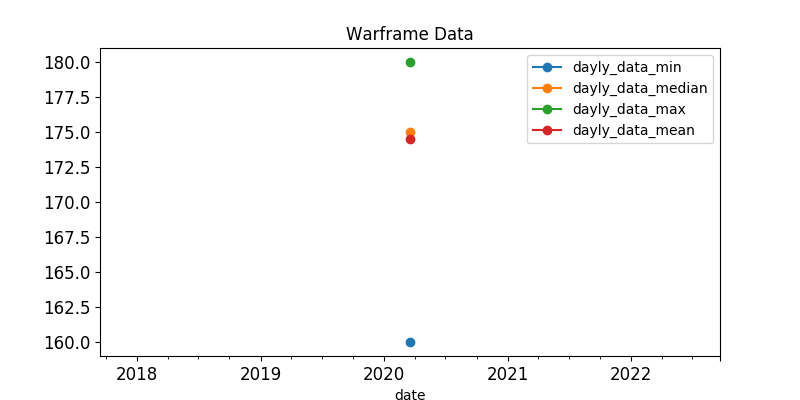 Warframe Data
180.0
177.5
175.0
172.5
170.0
167.5
165.0
162.5
160.0
dayly_data_min
dayly_data_median
dayly_data_max
dayly_data_mean
2018 2019 2020 2021 2022
date